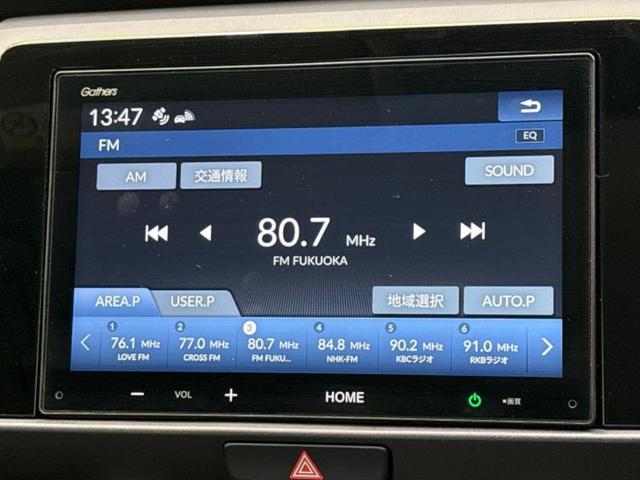 Gathers
13:47
FM EQ
AM 交通情報 SOUND
80.7 MHz
FM FUKUOKA
AREA.P USER.P 地域選択 AUTO.P
1 2 3 4 5 6
76.1 MHz 77.0 MHz 80.7 MHz 84.8 MHz 90.2 MHz 91.0 MHz
LOVE FM CROSS FM FM FUKU... NHK-FM KBCラジオ RKBラジオ
− VOL + HOME ■画質